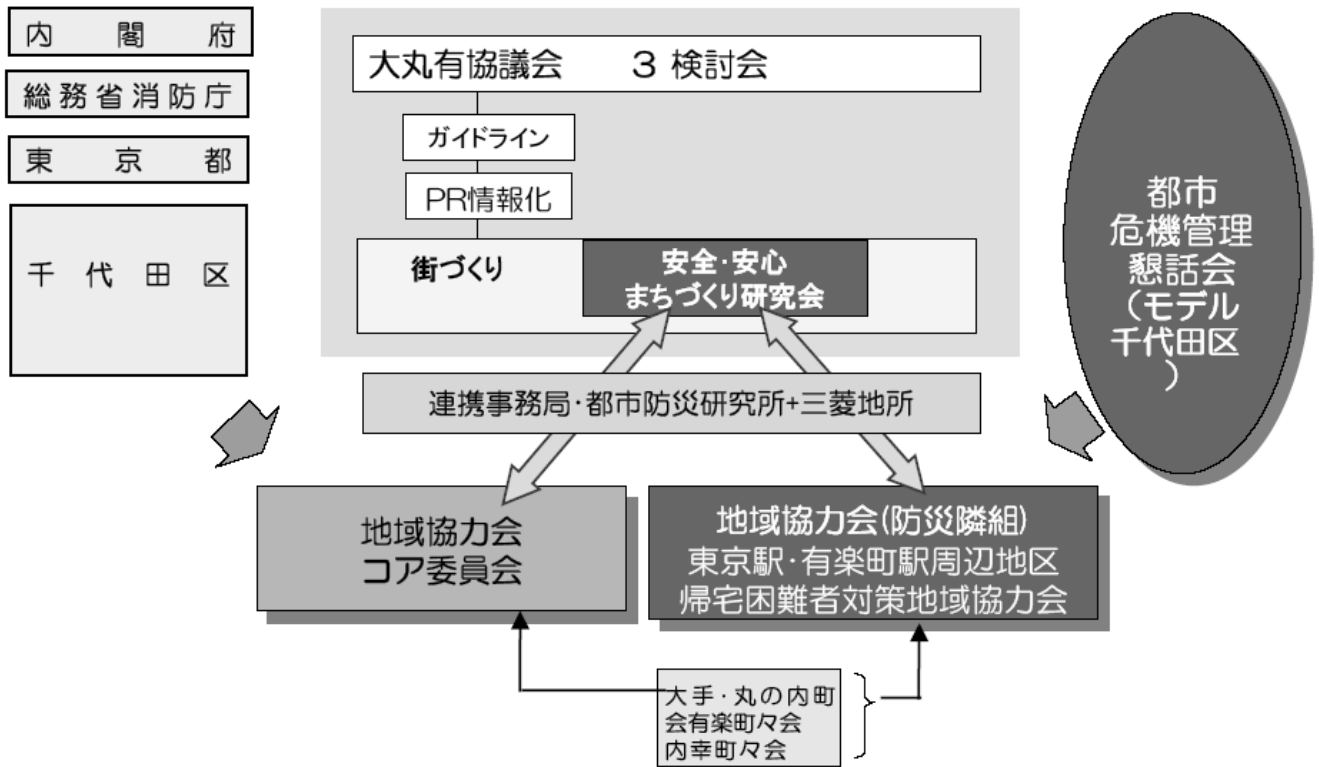 内閣府
総務省消防庁
東京都
千代田区
大丸有協議会 3 検討会
ガイドライン
PR情報化
街づくり
安全・安心
まちづくり研究会
都市
危機管理
懇話会
(モデル
千代田区
)
連携事務局・都市防災研究所+三菱地所
地域協力会
コア委員会
地域協力会(防災隣組)
東京駅・有楽町駅周辺地区
帰宅困難者対策地域協力会
大手・丸の内町
会有楽町々会
内幸町々会